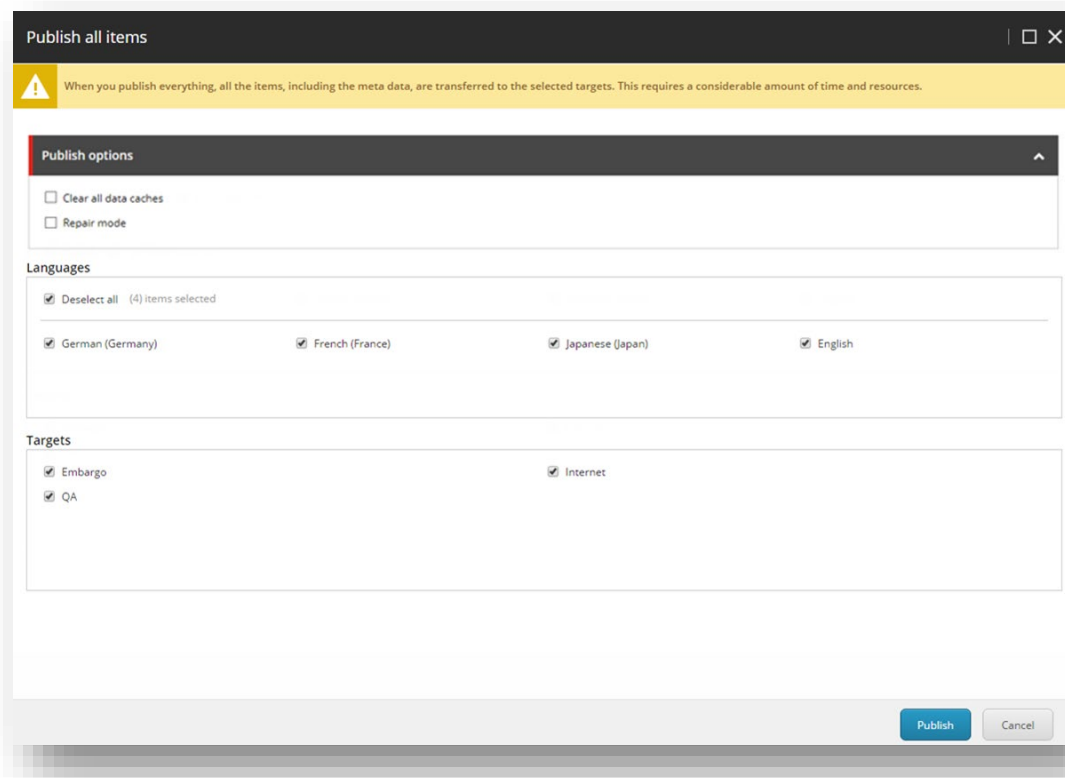 Publish all items
When you publish everything, all the items, including the meta data, are transferred to the selected targets. This requires a considerable amount of time and resources.
Publish options
Clear all data caches
Repair mode
Languages
Deselect all (4) items selected
German (Germany) French (France) Japanese (Japan) English
Targets
Embargo Internet
QA
Publish Cancel